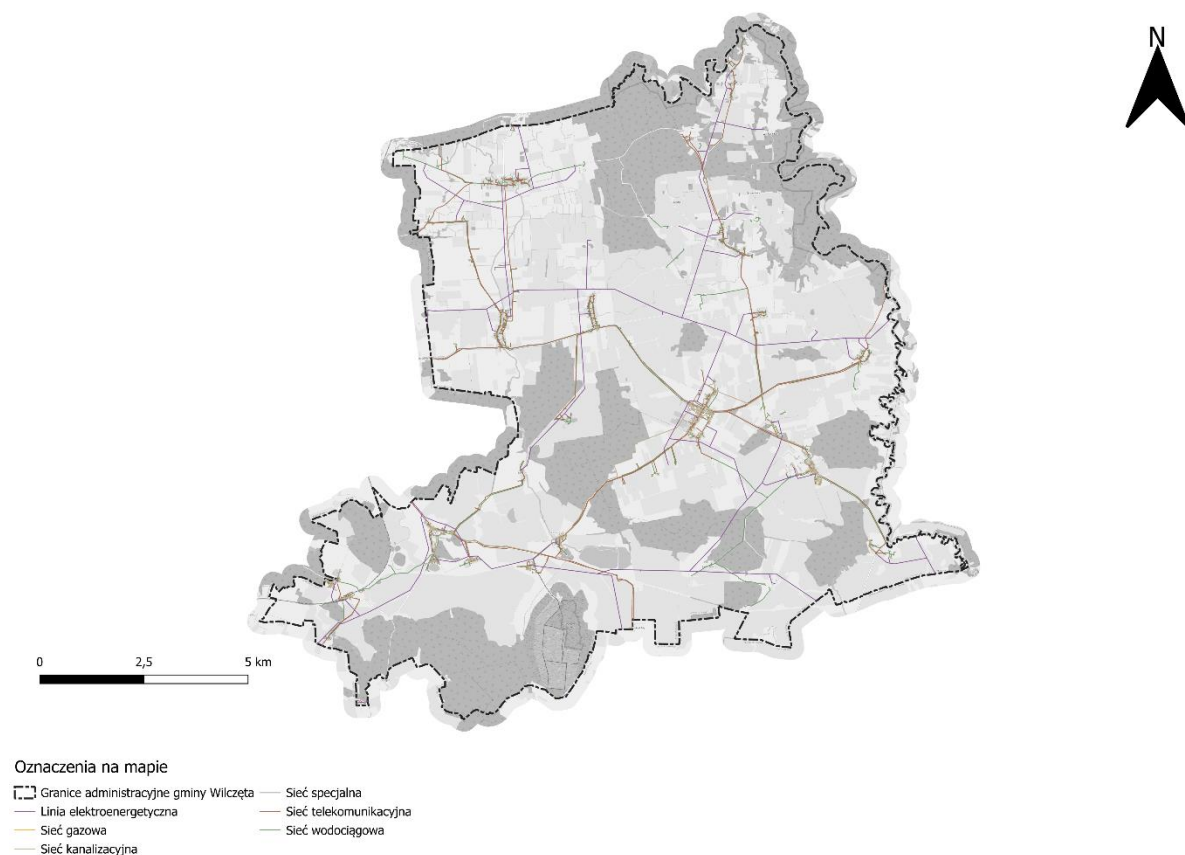 N
0 2,5 5 km
Oznaczenia na mapie
Granice administracyjne gminy Wilczęta
Linia elektroenergetyczna
Sieć gazowa
Sieć kanalizacyjna
Sieć specjalna
Sieć telekomunikacyjna
Sieć wodociągowa